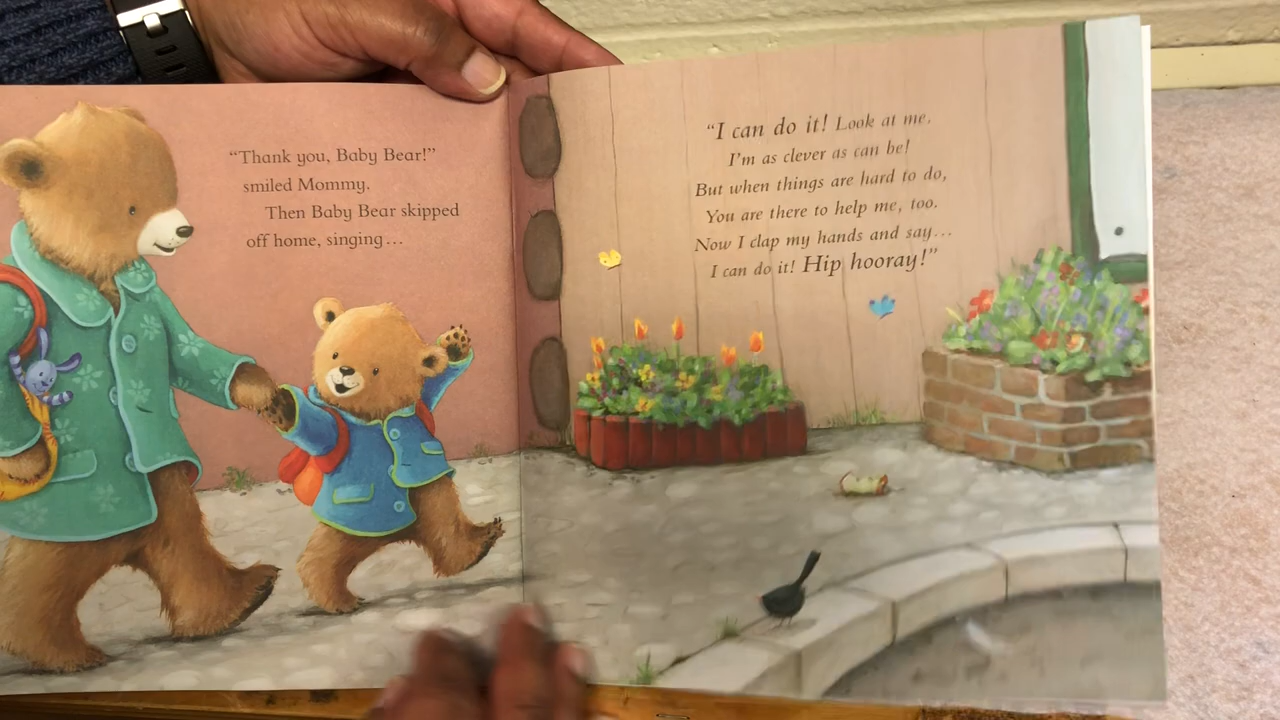 “Thank you, Baby Bear!”
smiled Mommy.
Then Baby Bear skipped
off home, singing...
“I can do it! Look at me.
I'm as clever as can be!
But when things are hard to do,
You are there to help me, too.
Now I clap my hands and say...
I can do it! Hip hooray!”